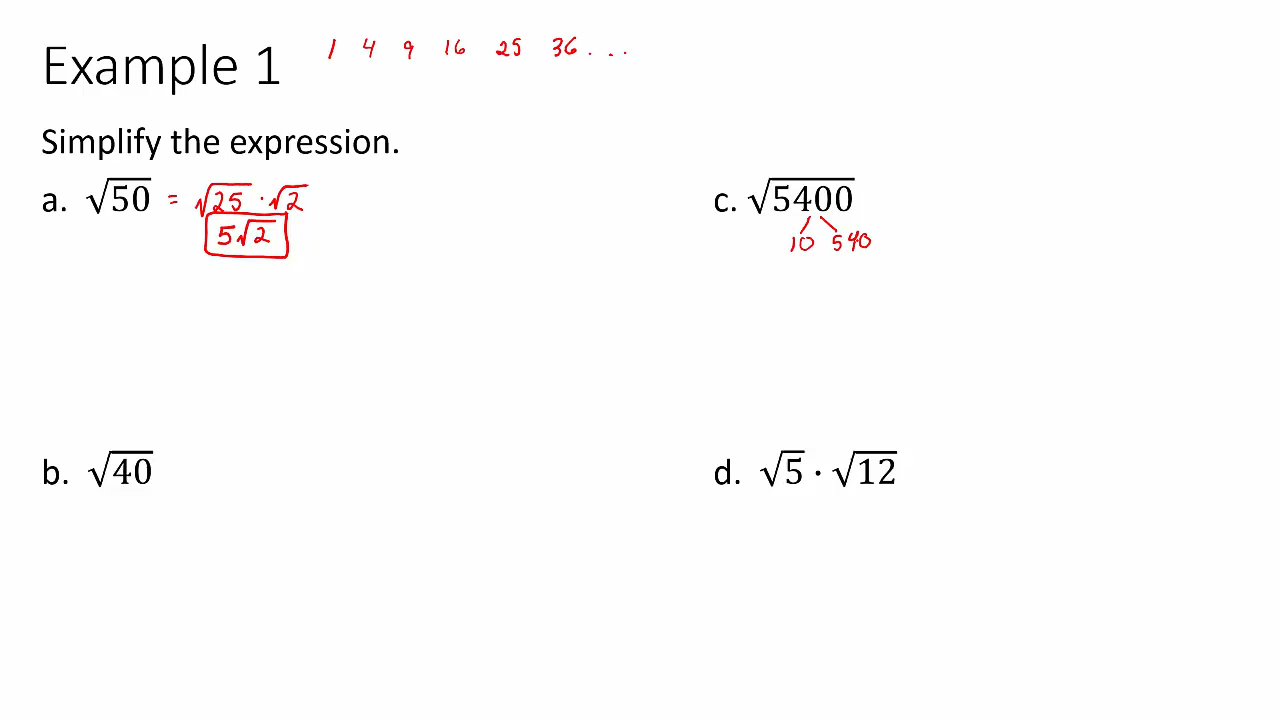 Example 1
1 4 9 16 25 36 . . .
Simplify the expression.
a. √50 = √25 · √2
5√2
b. √40
c. √5400
10 540
d. √5 · √12